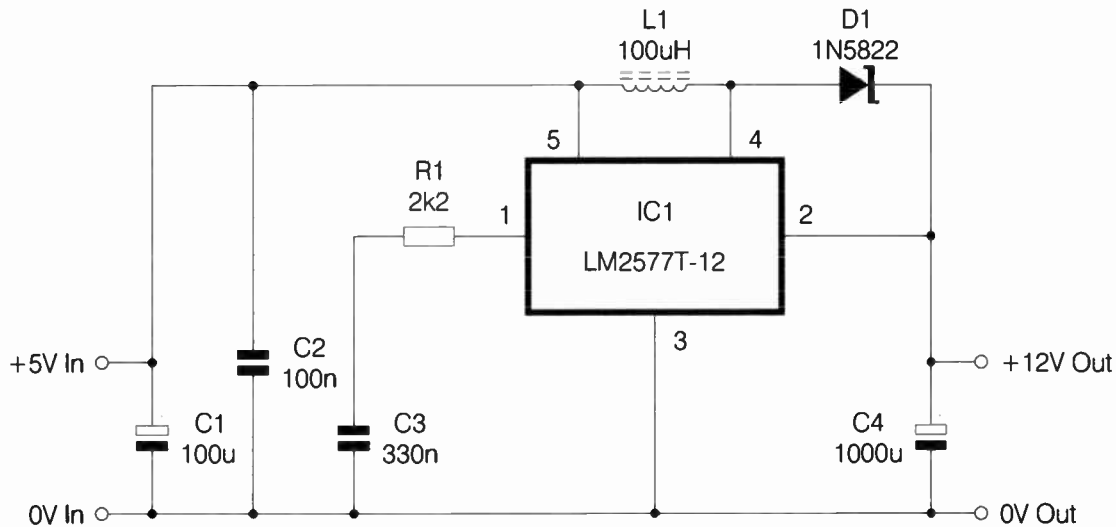 L1
100uH
D1
1N5822
5
4
R1
2k2
1
IC1
2
LM2577T-12
3
+5V In
C2
100n
+12V Out
C1
100u
C3
330n
C4
1000u
0V In
0V Out